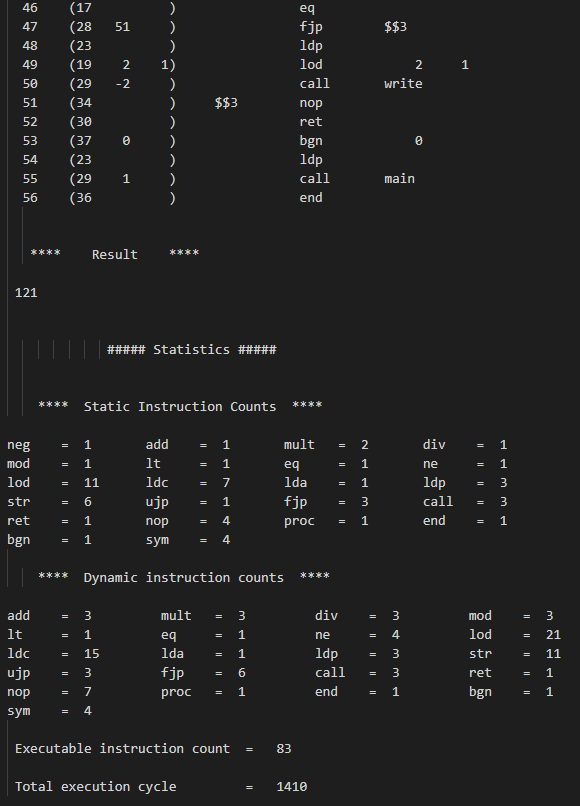 46    (17          )                eq
47    (28   51     )                fjp        $$3
48    (23          )                ldp
49    (19    2    1)                lod            2     1
50    (29   -2     )                call       write
51    (34          )     $$3        nop
52    (30          )                ret
53    (37    0     )                bgn            0
54    (23          )                ldp
55    (29    1     )                call       main
56    (36          )                end
****    Result    ****
121
##### Statistics #####
****  Static Instruction Counts  ****
neg    =  1       add    =  1       mult   =  2       div    =  1
mod    =  1       lt     =  1       eq     =  1       ne     =  1
lod    =  11      ldc    =  7       lda    =  1       ldp    =  3
str    =  6       ujp    =  1       fjp    =  3       call   =  3
ret    =  1       nop    =  4       proc   =  1       end    =  1
bgn    =  1       sym    =  4
****  Dynamic instruction counts  ****
add    =  3         mult   =  3         div    =  3         mod    =  3
lt     =  1         eq     =  1         ne     =  4         lod    =  21
ldc    =  15        lda    =  1         ldp    =  3         str    =  11
ujp    =  3         fjp    =  6         call   =  3         ret    =  1
nop    =  7         proc   =  1         end    =  1         bgn    =  1
sym    =  4
Executable instruction count  =   83
Total execution cycle         =   1410